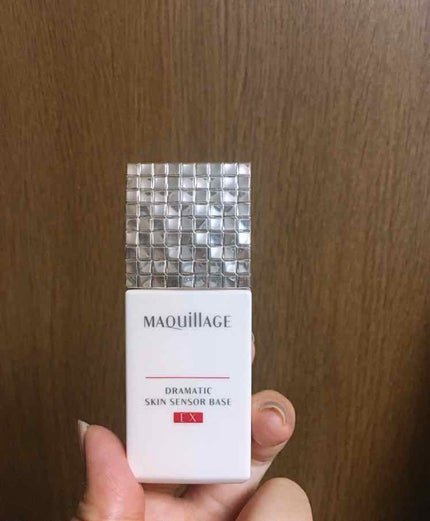 MAQuillAGE
DRAMATIC
SKIN SENSOR BASE
EX